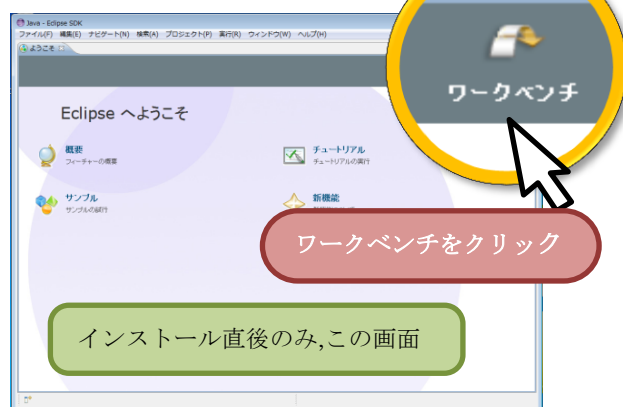 Java - Eclipse SDK
ファイル(F) 編集(E) ナビゲート(N) 検索(A) プロジェクト(P) 実行(R) ウィンドウ(W) ヘルプ(H)
ようこそ
ワークベンチ
Eclipse へようこそ
概要
フィーチャーの概要
チュートリアル
チュートリアルの実行
サンプル
サンプルの試行
新機能
ワークベンチをクリック
インストール直後のみ,この画面